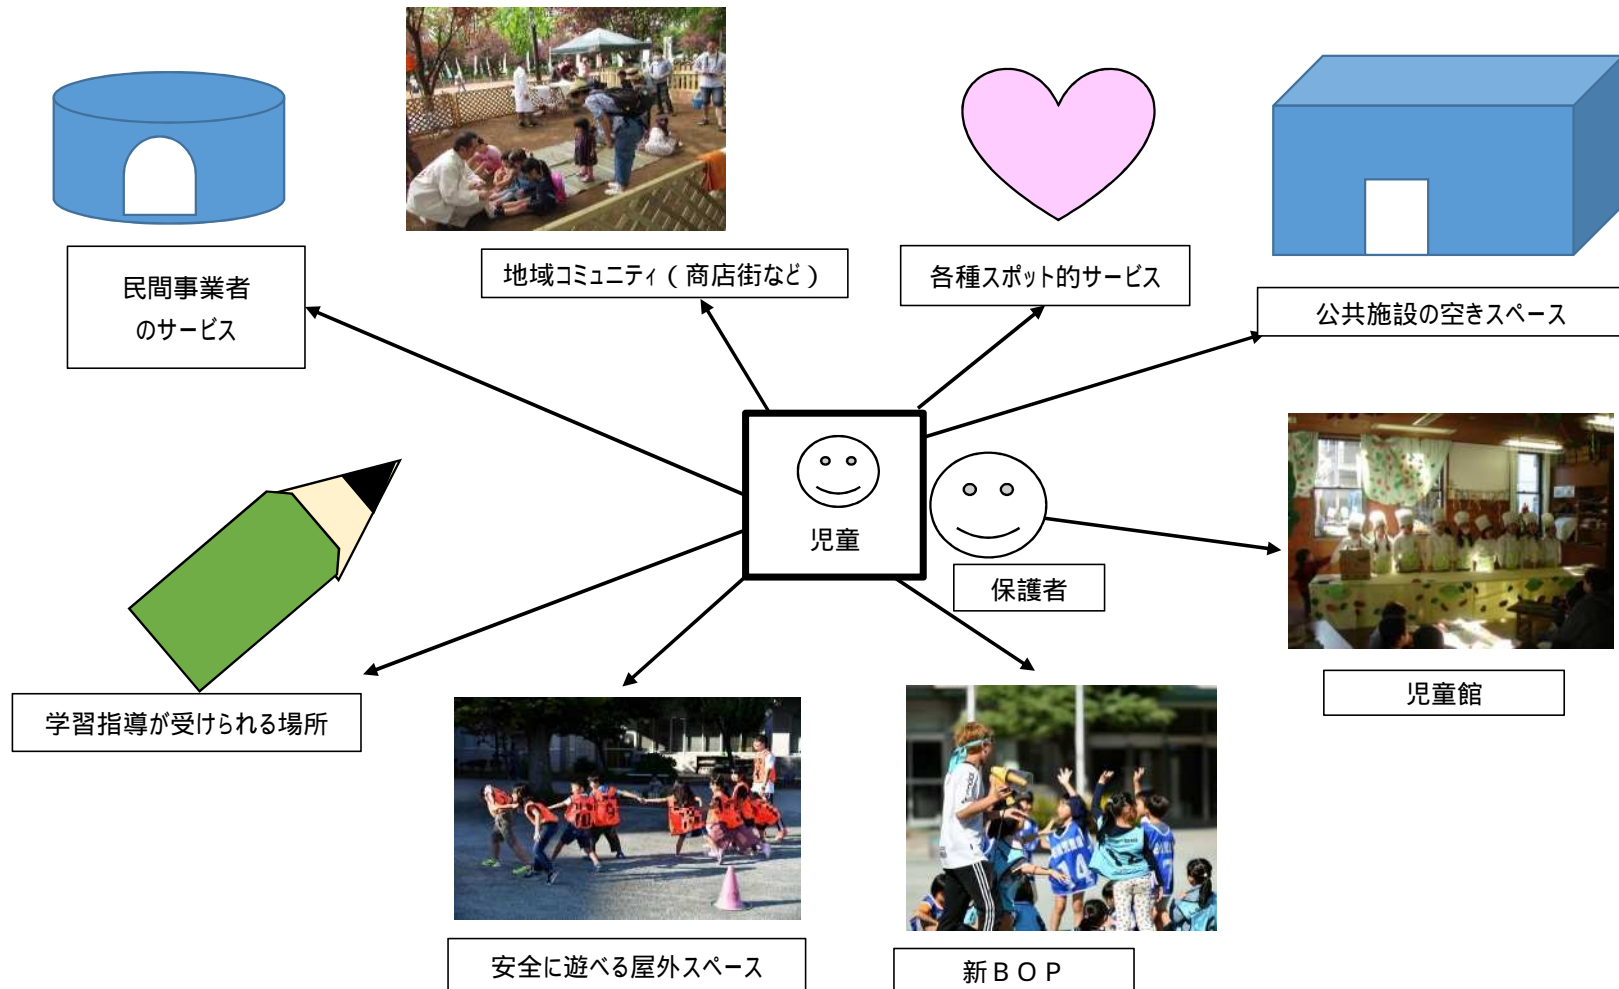 民間事業者
のサービス
地域コミュニティ（商店街など）
各種スポット的サービス
公共施設の空きスペース
児童
保護者
児童館
学習指導が受けられる場所
安全に遊べる屋外スペース
新ＢＯＰ